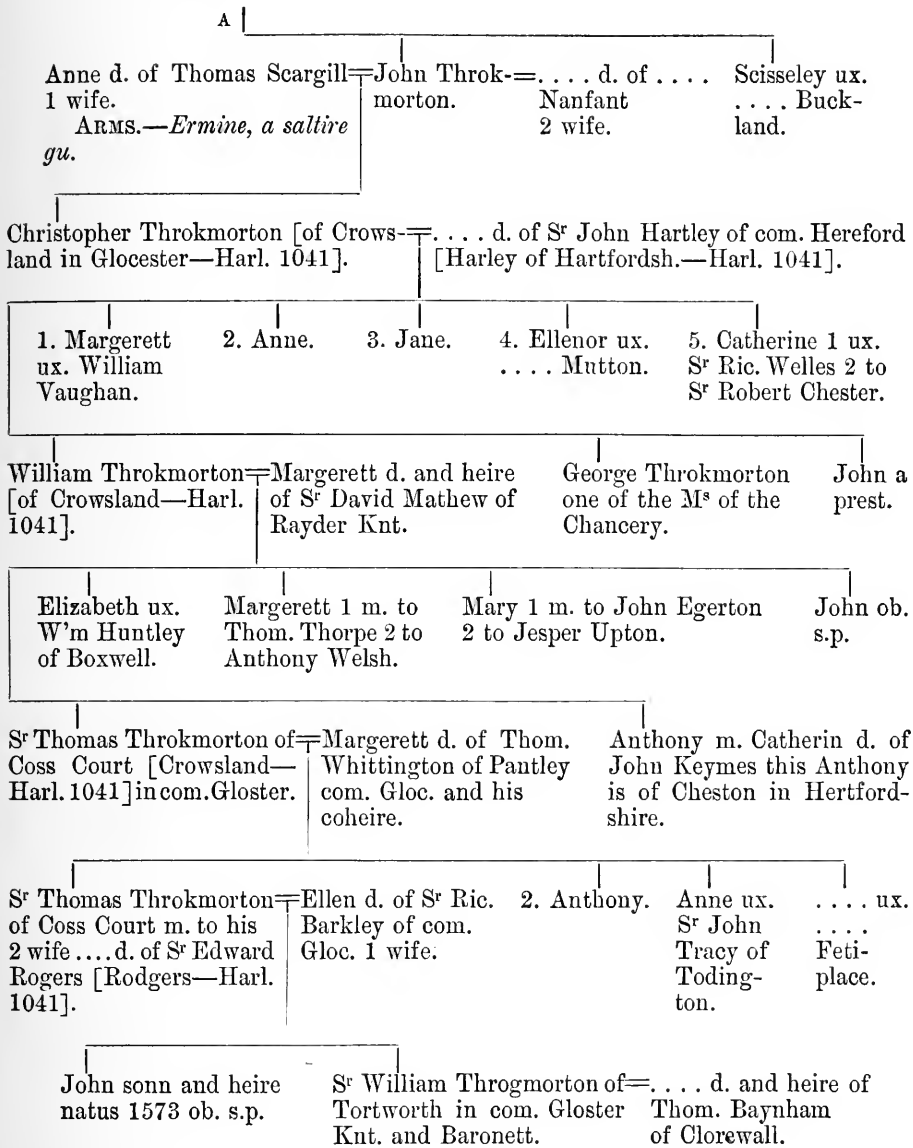 A
Anne d. of Thomas Scargill=John Throk-=. . . . d. of . . . . Scisseley ux.
1 wife. morton. Nanfant . . . . Buck-
ARMS.—Ermine, a saltire 2 wife. land.
gu.
Christopher Throkmorton [of Crows-=. . . . d. of Sr John Hartley of com. Hereford
land in Glocester—Harl. 1041]. [Harley of Hartfordsh.—Harl. 1041].
1. Margerett 2. Anne. 3. Jane. 4. Ellenor ux. 5. Catherine 1 ux.
ux. William . . . . Mutton. Sr Ric. Welles 2 to
Vaughan. Sr Robert Chester.
William Throkmorton=Margerett d. and heire George Throkmorton John a
[of Crowsland—Harl. of Sr David Mathew of one of the Ms of the prest.
1041]. Rayder Knt. Chancery.
Elizabeth ux. Margerett 1 m. to Mary 1 m. to John Egerton John ob.
W'm Huntley Thom. Thorpe 2 to 2 to Jesper Upton. s.p.
of Boxwell. Anthony Welsh.
Sr Thomas Throkmorton of=Margerett d. of Thom. Anthony m. Catherin d. of
Coss Court [Crowsland— Whittington of Pantley John Keymes this Anthony
Harl. 1041] in com. Gloster. com. Gloc. and his is of Cheston in Hertford-
coheire. shire.
Sr Thomas Throkmorton=Ellen d. of Sr Ric. 2. Anthony. Anne ux. . . . . ux.
of Coss Court m. to his Barkley of com. Sr John . . . .
2 wife . . . . d. of Sr Edward Gloc. 1 wife. Tracy of Feti-
Rogers [Rodgers—Harl. Toding- place.
1041]. ton.
John sonn and heire Sr William Throgmorton of=. . . . d. and heire of
natus 1573 ob. s.p. Tortworth in com. Gloster Thom. Baynham
Knt. and Baronett. of Clorewall.